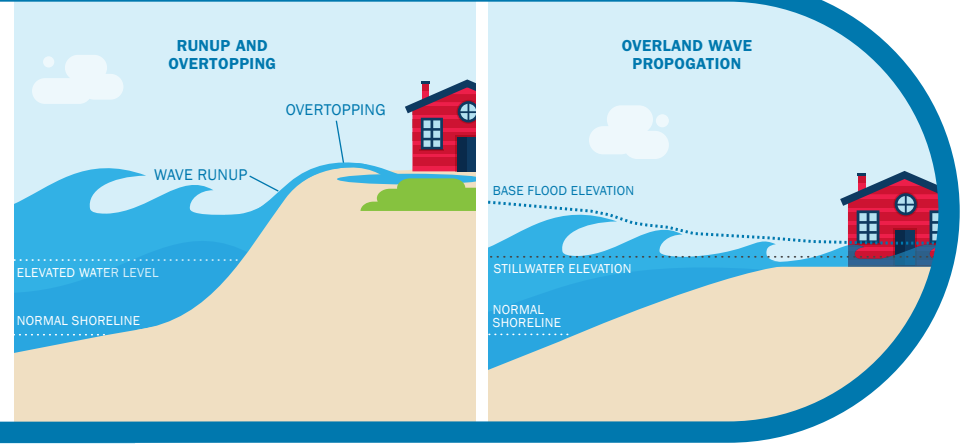 RUNUP AND
OVERTOPPING
OVERTOPPING
WAVE RUNUP
ELEVATED WATER LEVEL
NORMAL SHORELINE
OVERLAND WAVE
PROPOGATION
BASE FLOOD ELEVATION
STILLWATER ELEVATION
NORMAL
SHORELINE